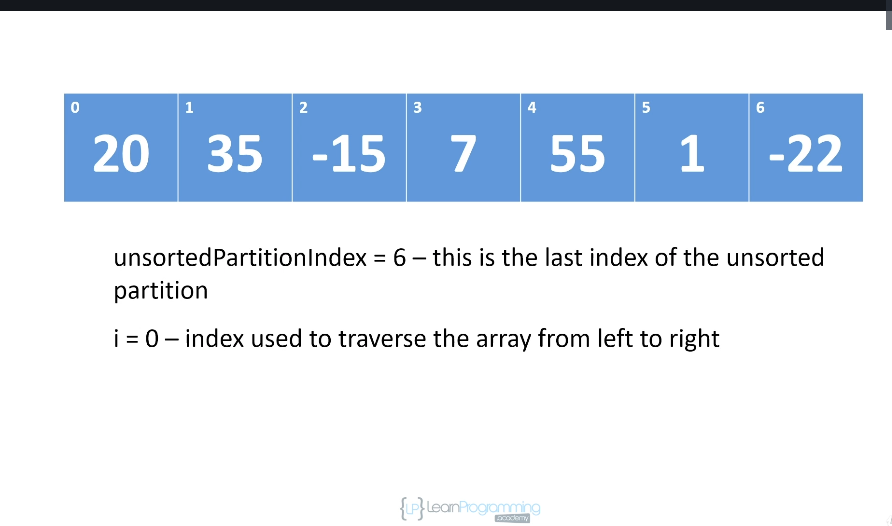 0 1 2 3 4 5 6
20 35 -15 7 55 1 -22
unsortedPartitionIndex = 6 – this is the last index of the unsorted
partition
i = 0 – index used to traverse the array from left to right
{LP} LearnProgramming
academy